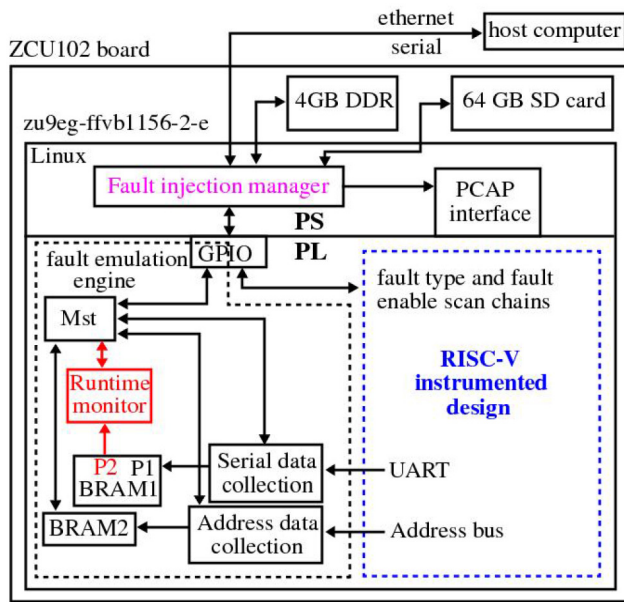 ethernet
serial
host computer
ZCU102 board
4GB DDR
64 GB SD card
zu9eg-ffvb1156-2-e
Linux
Fault injection manager
PCAP
interface
PS
PL
GPIO
fault emulation
engine
fault type and fault
enable scan chains
Mst
RISC-V
instrumented
design
Runtime
monitor
P2 P1
BRAM1
Serial data
collection
UART
BRAM2
Address data
collection
Address bus